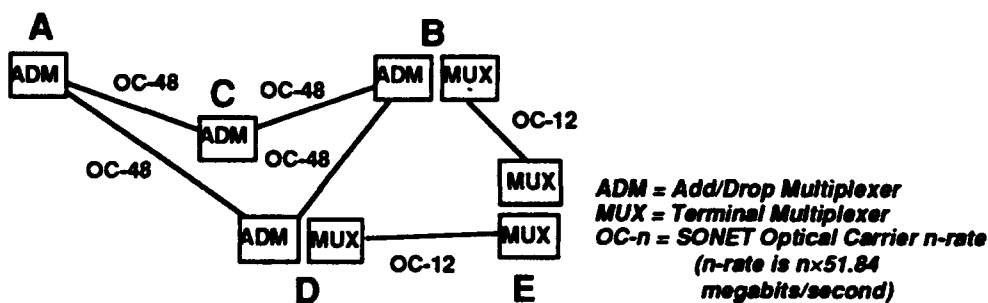 A
B
ADM
ADM
MUX
OC-48
OC-48
C
OC-12
ADM
OC-48
OC-48
MUX
ADM = Add/Drop Multiplexer
MUX = Terminal Multiplexer
OC-n = SONET Optical Carrier n-rate
(n-rate is n×51.84
megabits/second)
ADM
MUX
MUX
OC-12
D
E